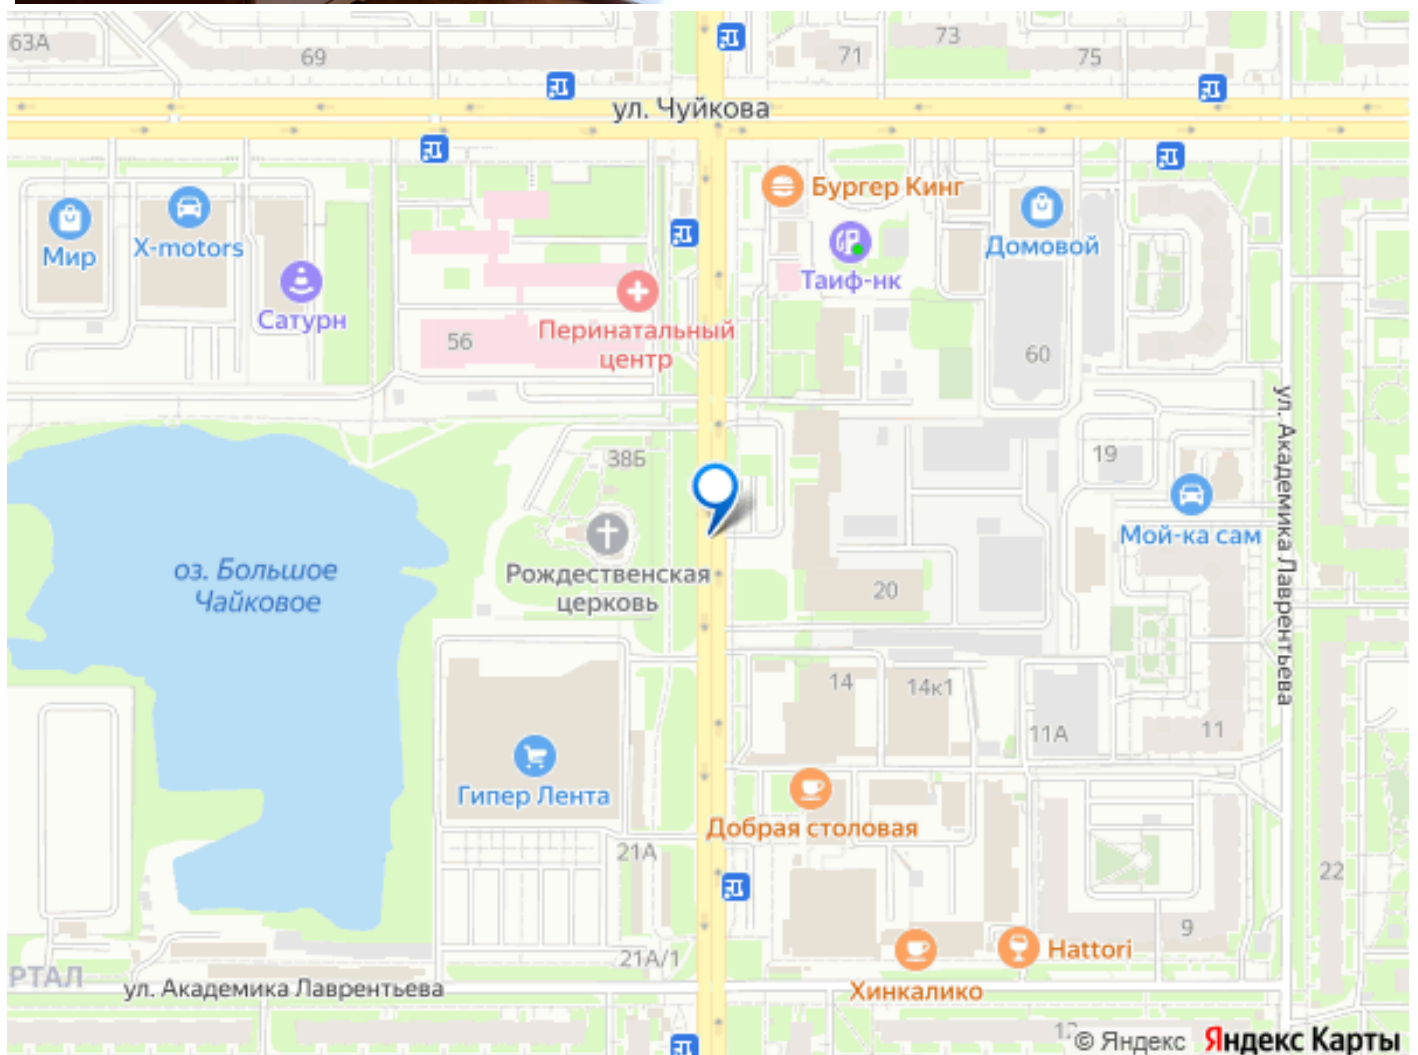 63А
69
71
73
75
ул. Чуйкова
Мир
X-motors
Сатурн
Бургер Кинг
Таиф-нк
Домовой
56
Перинатальный
центр
60
ул. Академика Лаврентьева
38Б
19
Мой-ка сам
оз. Большое
Чайковое
Рождественская
церковь
20
14
14к1
11А
11
Гипер Лента
Добрая столовая
21А
22
9
21А/1
Hattori
Хинкалико
РТАЛ
ул. Академика Лаврентьева
© Яндекс Яндекс Карты